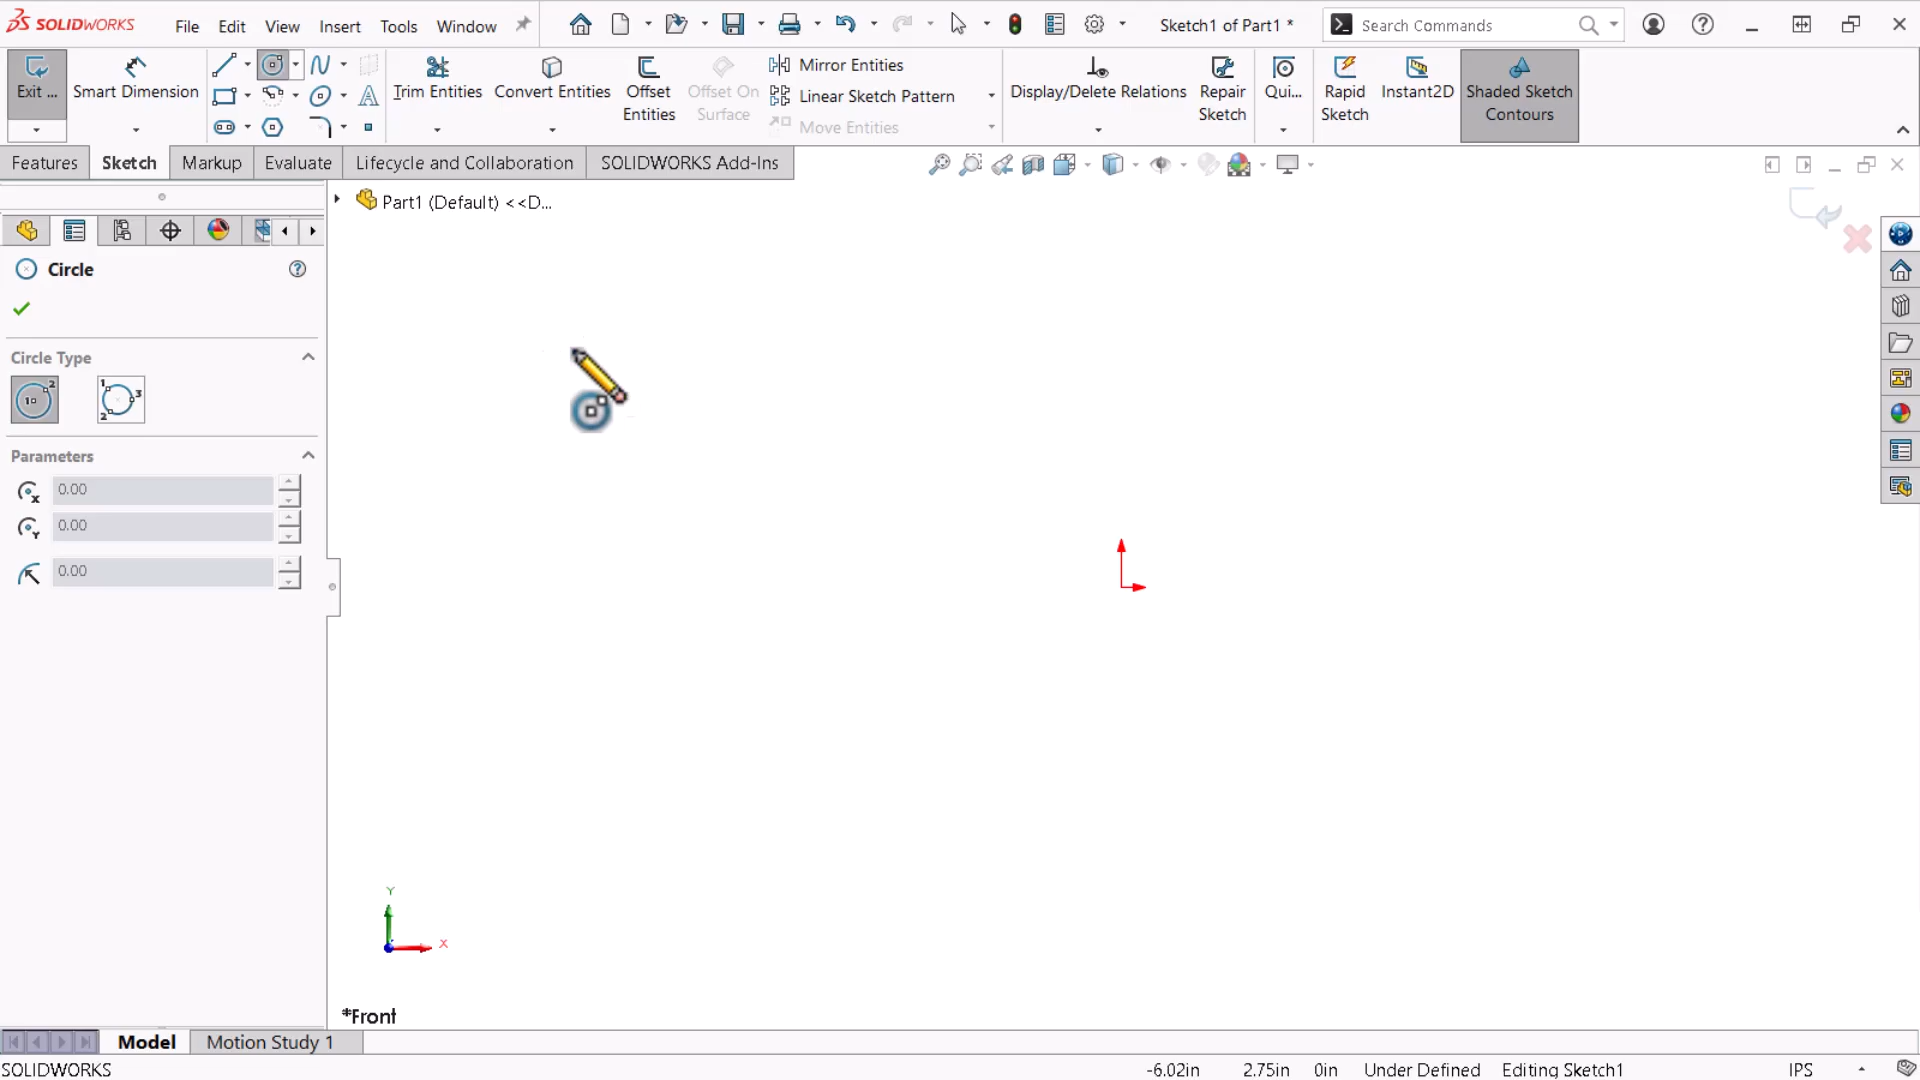 SOLIDWORKS File Edit View Insert Tools Window Sketch1 of Part1 * Search Commands
Exit ... Smart Dimension Trim Entities Convert Entities Offset Entities Offset On Surface Mirror Entities Display/Delete Relations Repair Sketch Qui... Rapid Sketch Instant2D Shaded Sketch Contours
Linear Sketch Pattern
Move Entities
Features Sketch Markup Evaluate Lifecycle and Collaboration SOLIDWORKS Add-Ins
Part1 (Default) <<D...
Circle
Circle Type
Parameters
0.00
0.00
0.00
Y
X
*Front
Model Motion Study 1
SOLIDWORKS -6.02in 2.75in 0in Under Defined Editing Sketch1 IPS